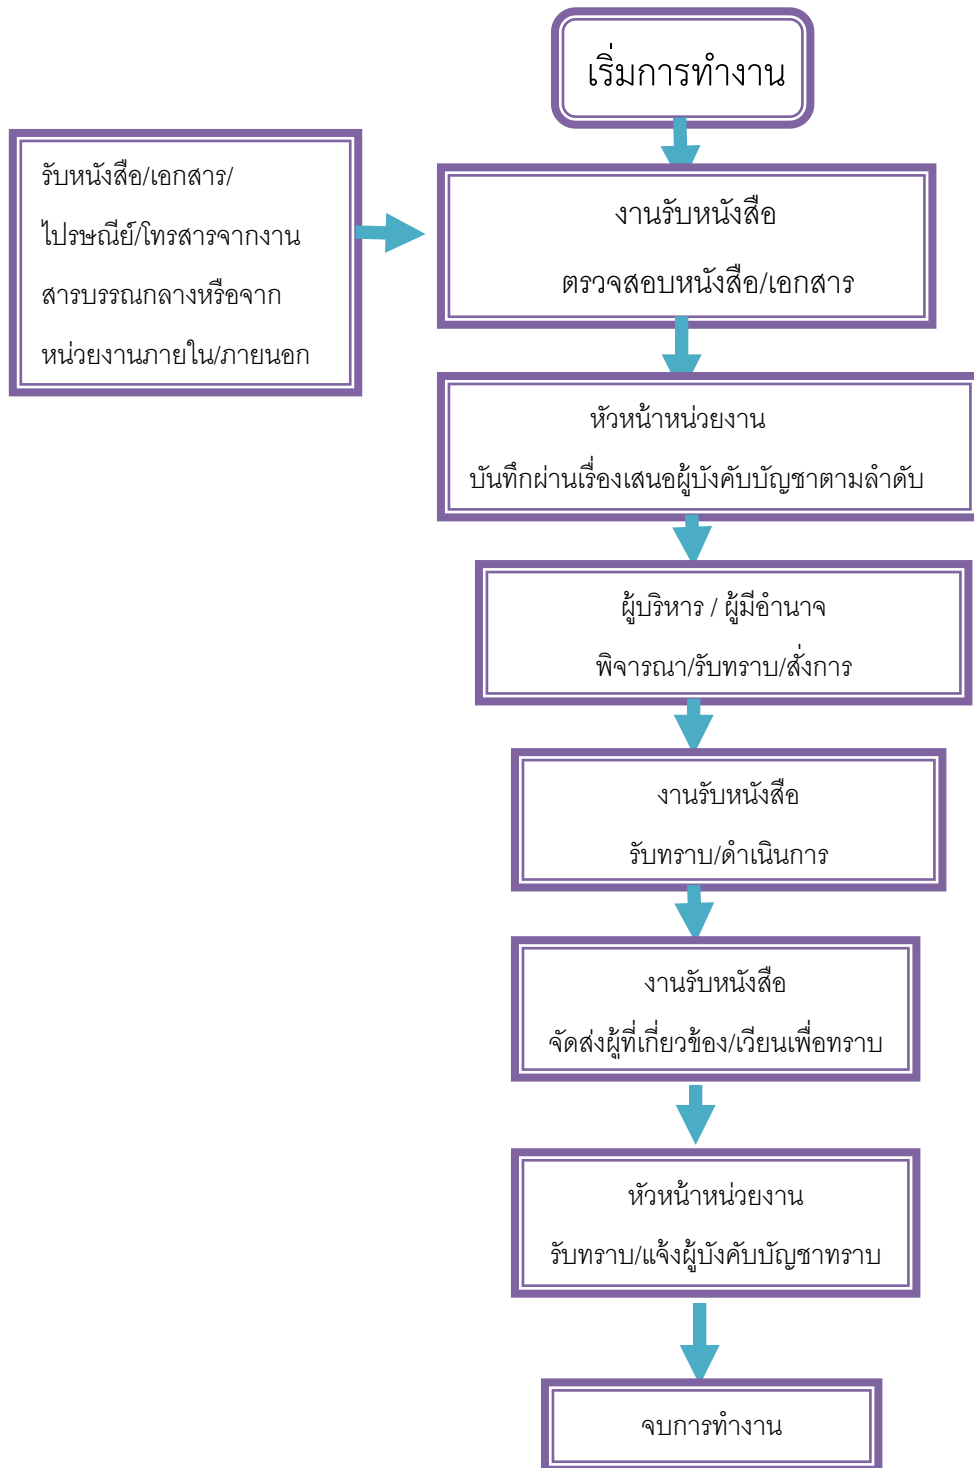 เริ่มการทำงาน
รับหนังสือ/เอกสาร/
ไปรษณีย์/โทรสารจากงาน
สารบรรณกลางหรือจาก
หน่วยงานภายใน/ภายนอก
งานรับหนังสือ
ตรวจสอบหนังสือ/เอกสาร
หัวหน้าหน่วยงาน
บันทึกผ่านเรื่องเสนอผู้บังคับบัญชาตามลำดับ
ผู้บริหาร / ผู้มีอำนาจ
พิจารณา/รับทราบ/สั่งการ
งานรับหนังสือ
รับทราบ/ดำเนินการ
งานรับหนังสือ
จัดส่งผู้ที่เกี่ยวข้อง/เวียนเพื่อทราบ
หัวหน้าหน่วยงาน
รับทราบ/แจ้งผู้บังคับบัญชาทราบ
จบการทำงาน